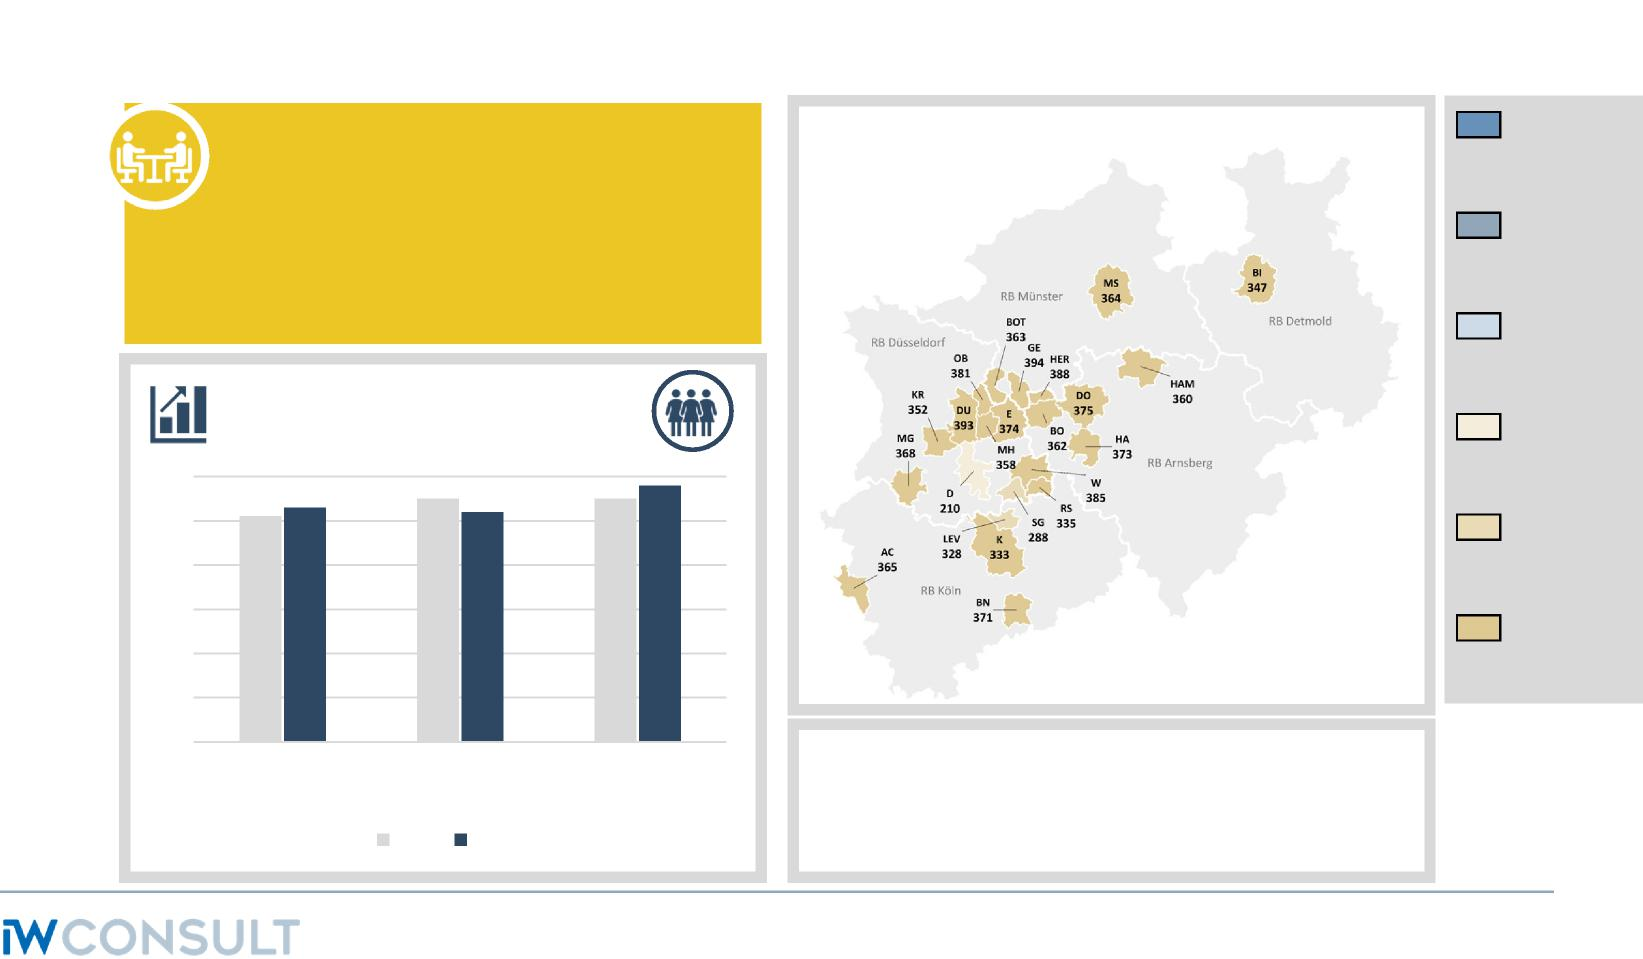 MS
364
BI
347
RB Münster
RB Detmold
BOT
363
RB Düsseldorf
GE
394
OB
381
HER
388
HAM
360
KR
352
DU
393
E
374
DO
375
BO
362
HA
373
MG
368
MH
358
RB Arnsberg
W
385
D
210
RS
335
SG
288
LEV
328
K
333
AC
365
RB Köln
BN
371
iWCONSULT